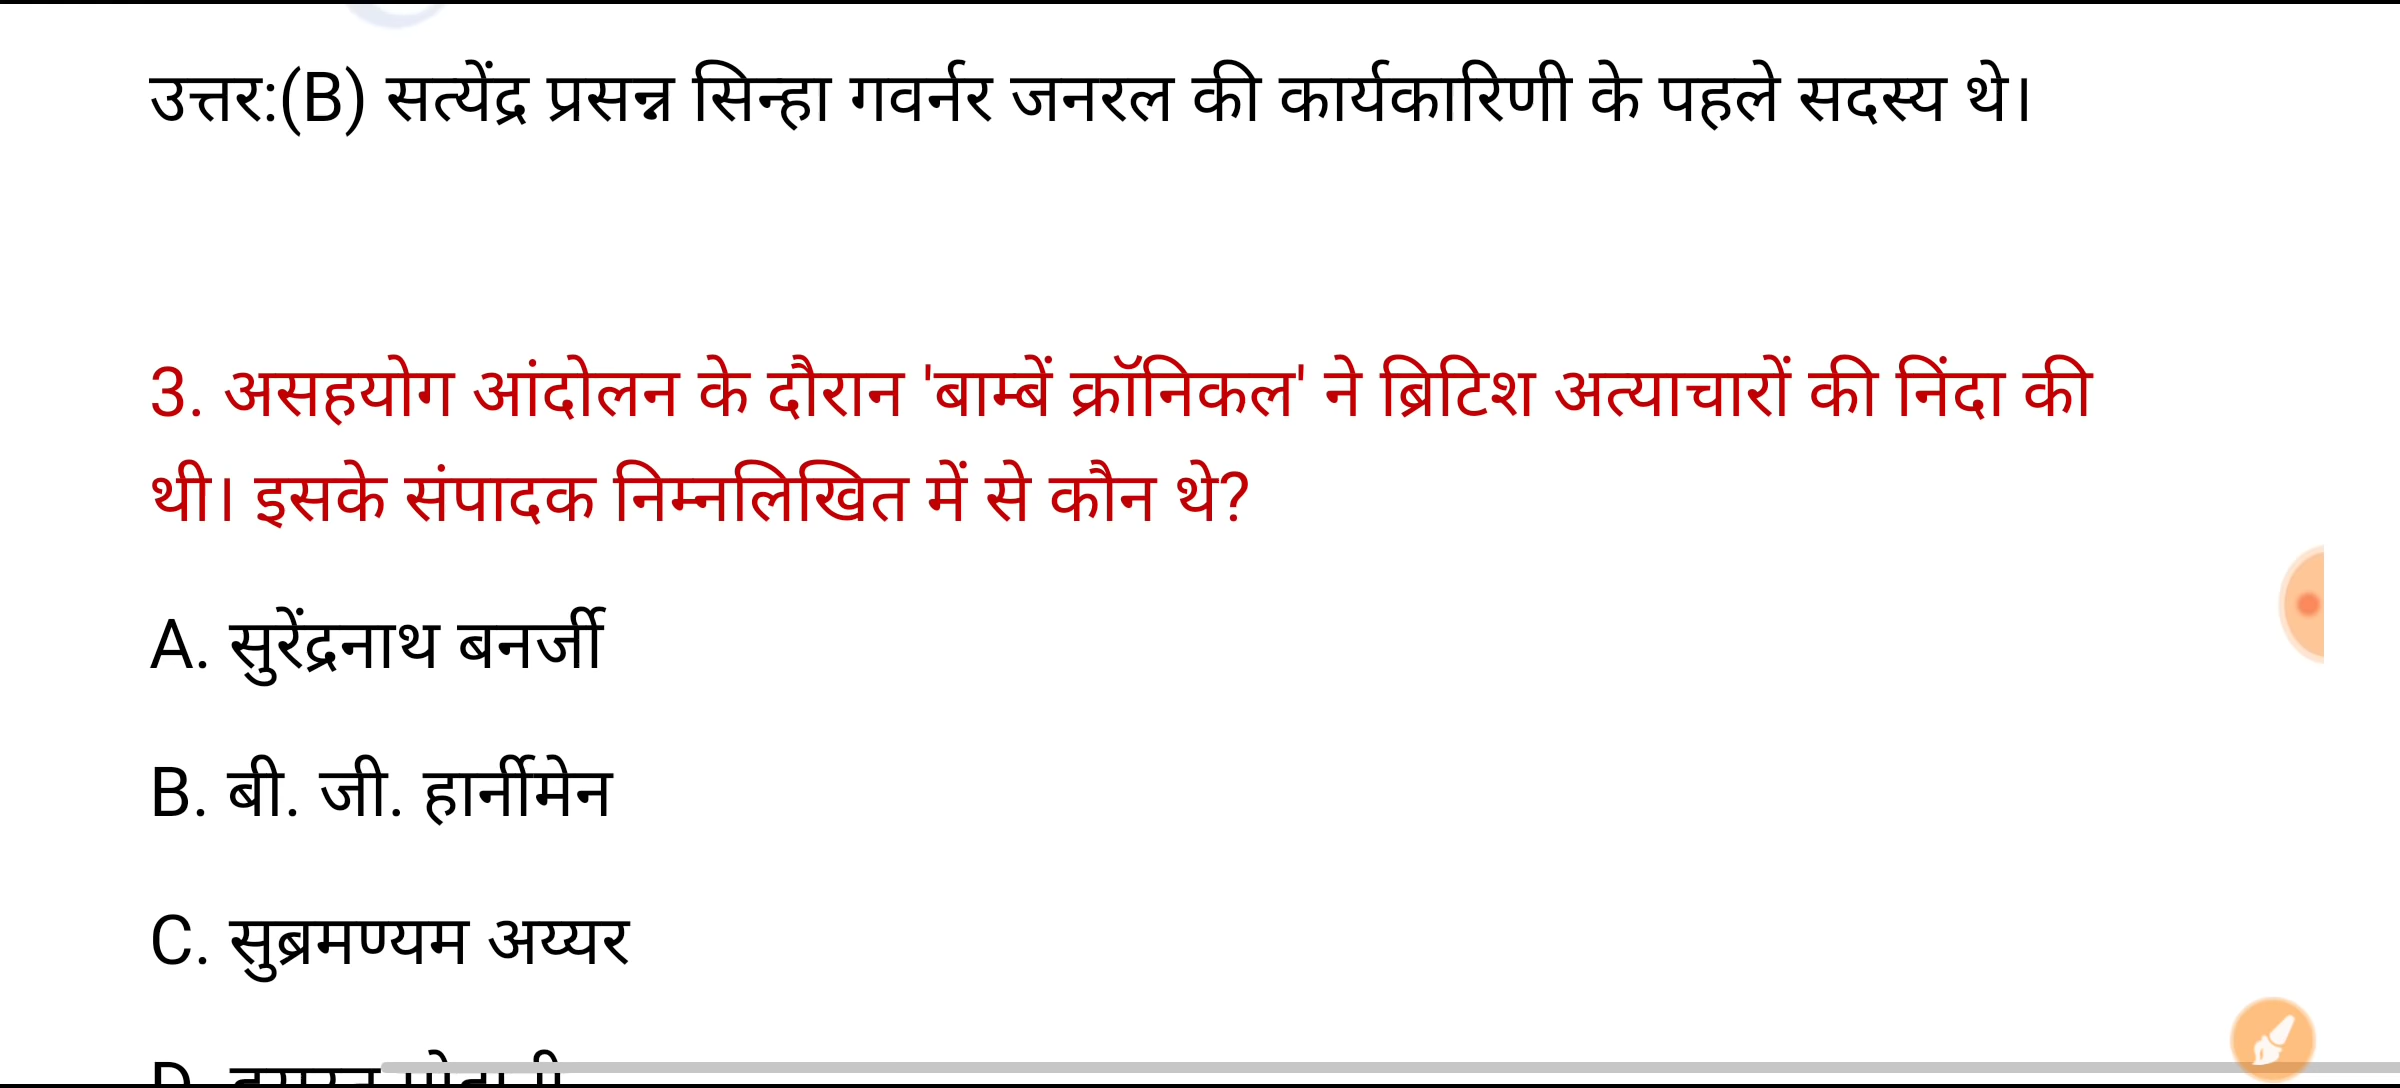 उत्तर:(B) सत्येंद्र प्रसन्न सिन्हा गवर्नर जनरल की कार्यकारिणी के पहले सदस्य थे।
3. असहयोग आंदोलन के दौरान 'बाम्बें क्रॉनिकल' ने ब्रिटिश अत्याचारों की निंदा की
थी। इसके संपादक निम्नलिखित में से कौन थे?
A. सुरेंद्रनाथ बनर्जी
B. बी. जी. हार्नीमेन
C. सुब्रमण्यम अय्यर
D.